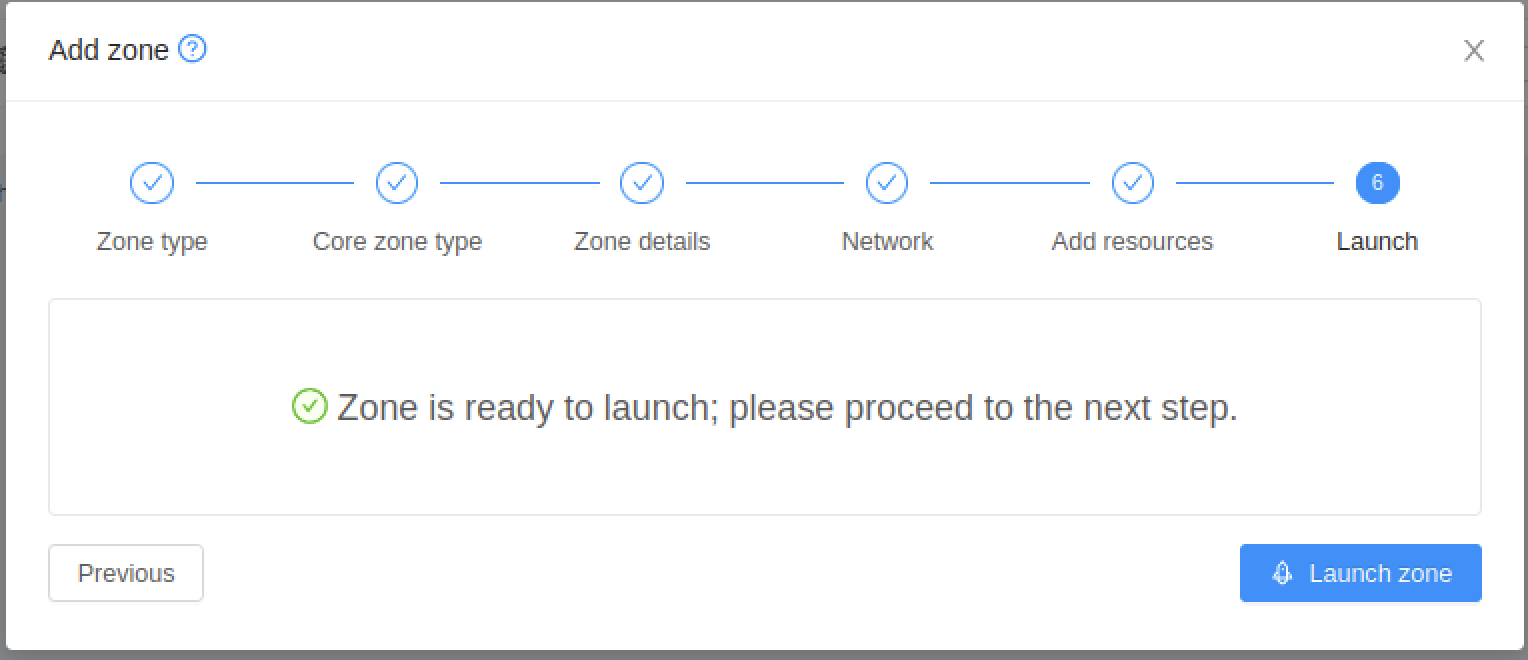 Add zone ?
Zone type
Core zone type
Zone details
Network
Add resources
6
Launch
Zone is ready to launch; please proceed to the next step.
Previous
Launch zone